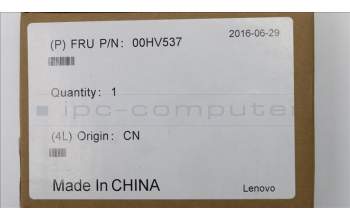 (P) FRU P/N: 00HV537 2016-06-29
Quantity: 1
ipc-computer
(4L) Origin: CN
Made In CHINA Lenovo